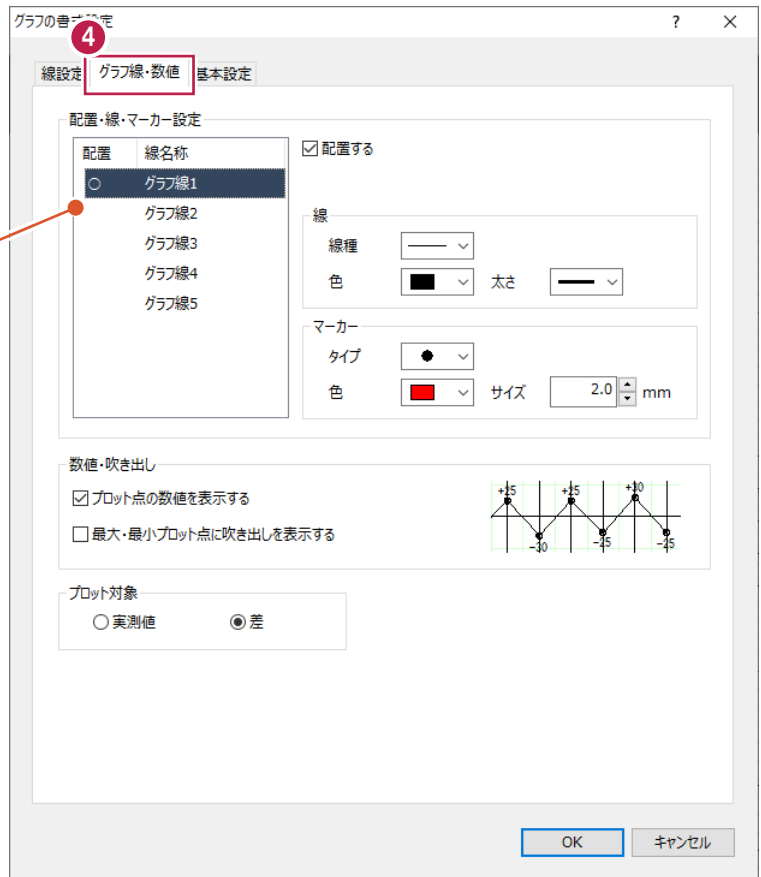 グラフの書式設定 ? ×
4
線設定 グラフ線・数値 基本設定
配置・線・マーカー設定
配置 線名称
○ グラフ線1
グラフ線2
グラフ線3
グラフ線4
グラフ線5
配置する
線
線種
色 太さ
マーカー
タイプ
色 サイズ 2.0 mm
数値・吹き出し
プロット点の数値を表示する
最大・最小プロット点に吹き出しを表示する
+25 +25 +30
-30 -25 -25
プロット対象
実測値 差
OK キャンセル